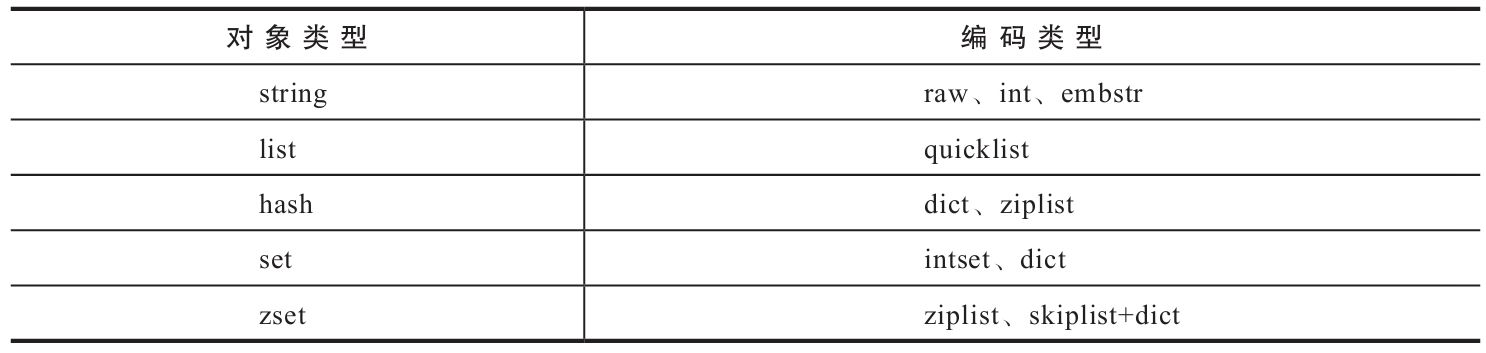 对象类型 编码类型
string raw、int、embstr
list quicklist
hash dict、ziplist
set intset、dict
zset ziplist、skiplist+dict